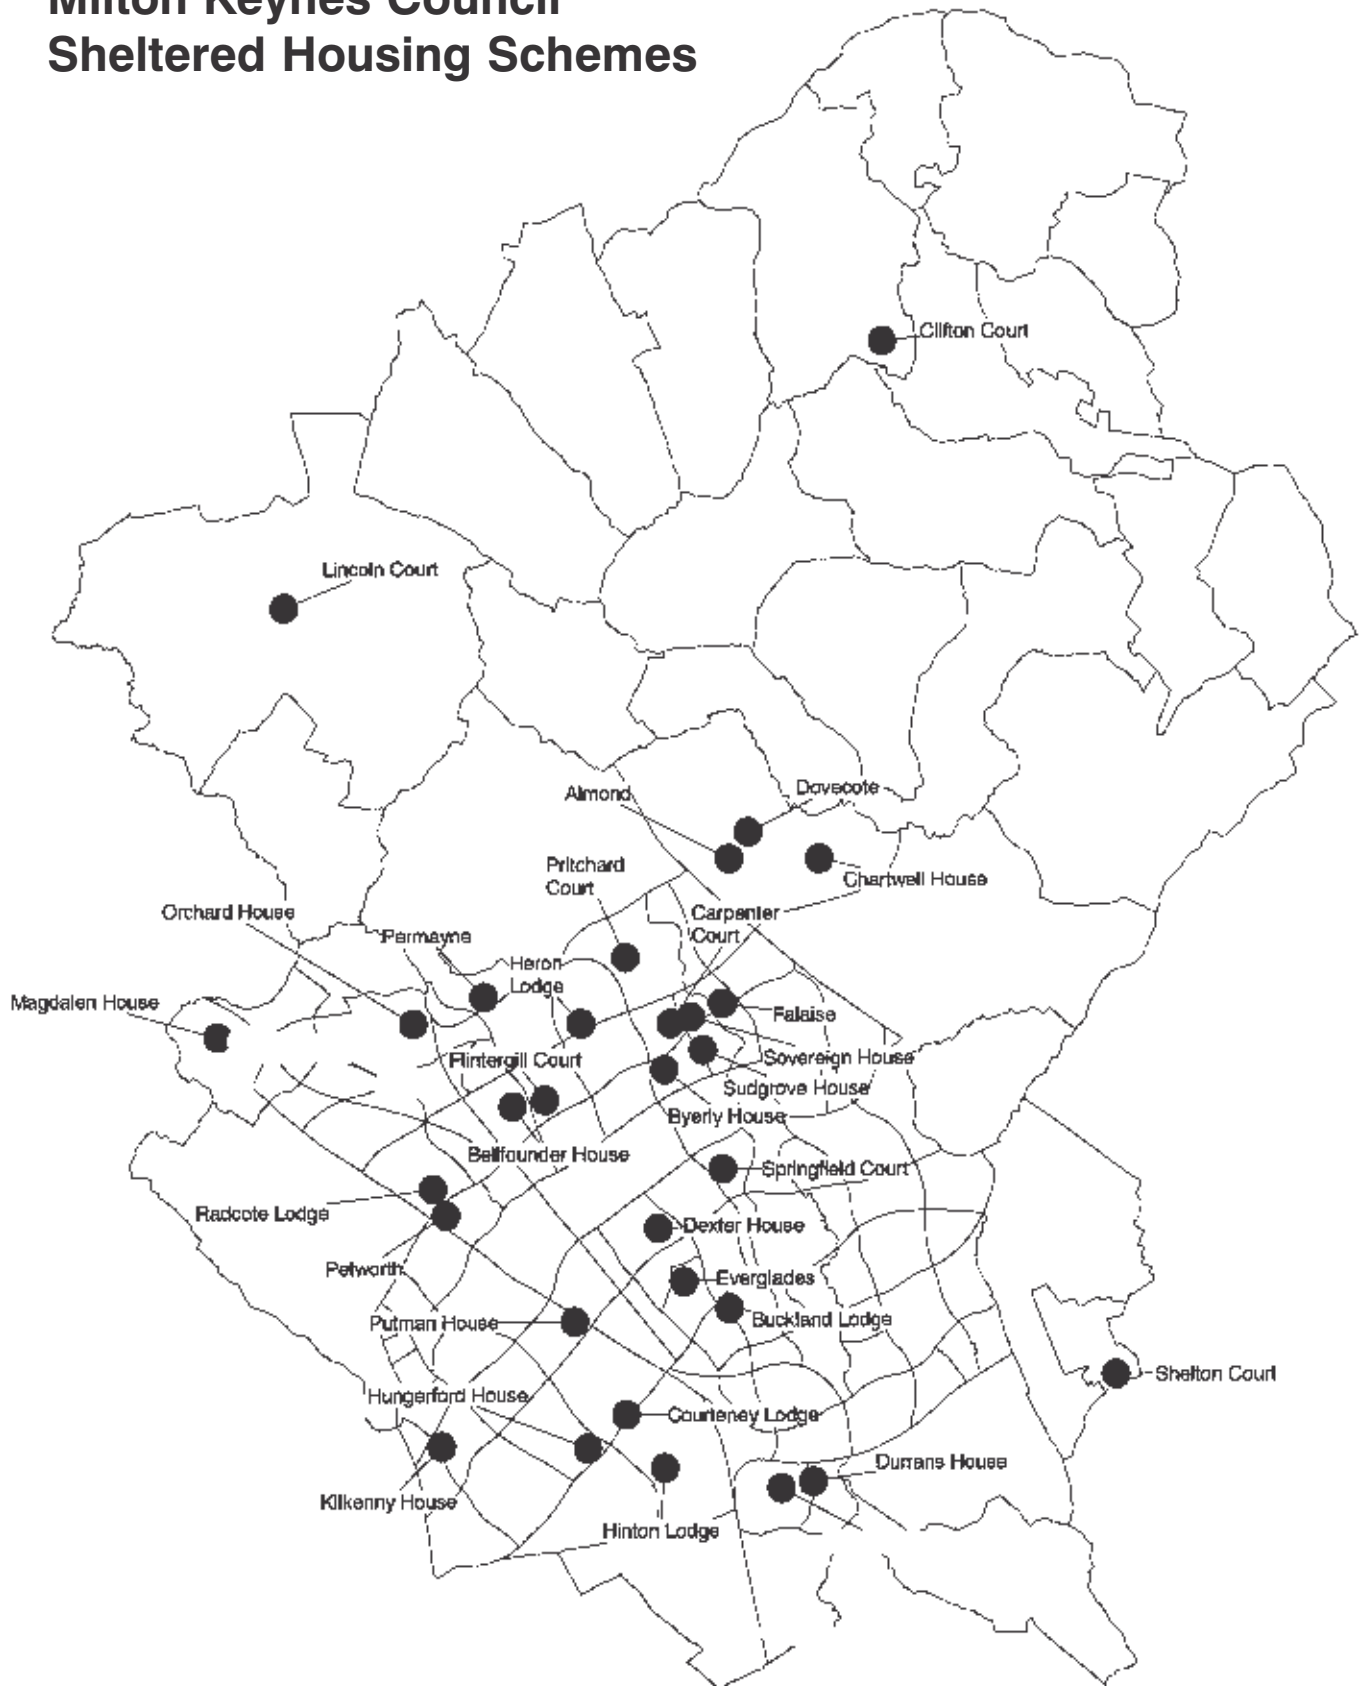 Milton Keynes Council
Sheltered Housing Schemes
Clifton Court
Lincoln Court
Almond
Dovecote
Pritchard
Court
Chartwell House
Orchard House
Carpenter
Court
Permayne
Heron
Lodge
Magdalen House
Falaise
Flintergill Court
Sovereign House
Sudgrove House
Byerly House
Bellfounder House
Springfield Court
Radcote Lodge
Dexter House
Petworth
Everglades
Putman House
Buckland Lodge
Shelton Court
Hungerford House
Courteney Lodge
Durrans House
Kilkenny House
Hinton Lodge